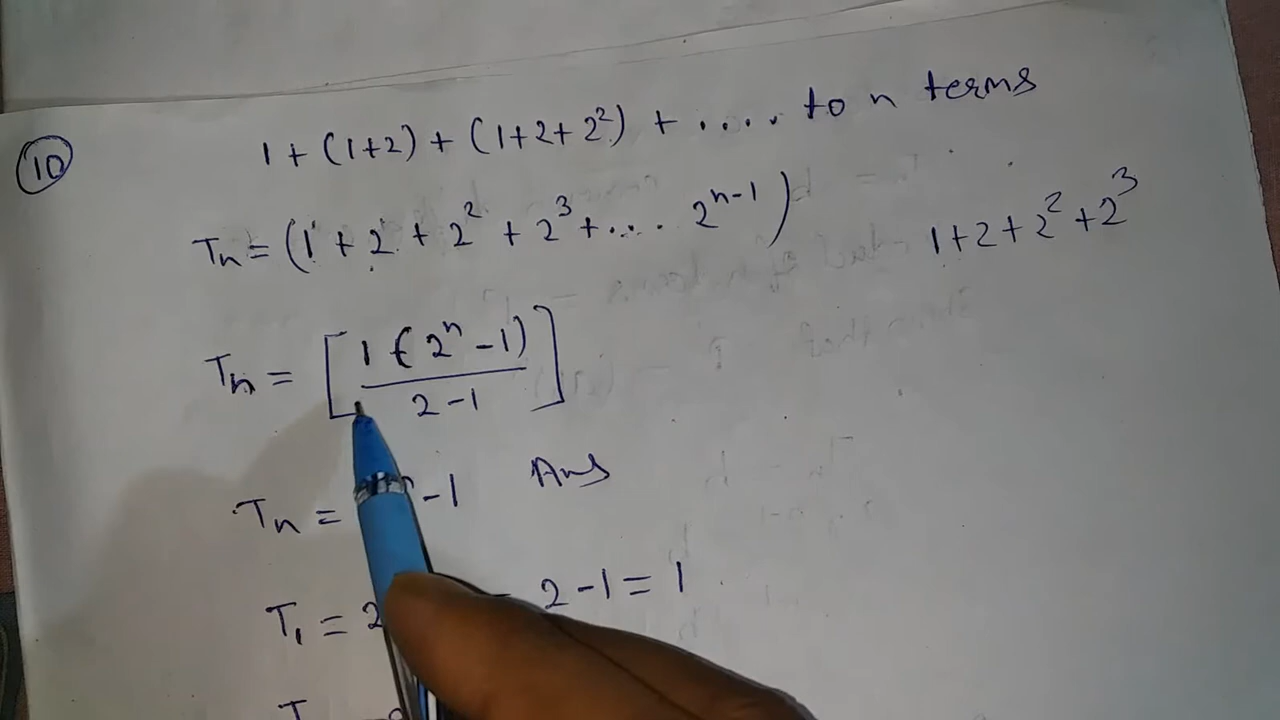 10
1 + (1+2) + (1+2+2²) + .... to n terms
Tn = (1 + 2 + 2² + 2³ + .... 2ⁿ⁻¹)
1+2+2²+2³
Tn = [1 (2ⁿ - 1) / 2-1]
Tn = -1 Ans
T₁ = 2 2-1 = 1
T